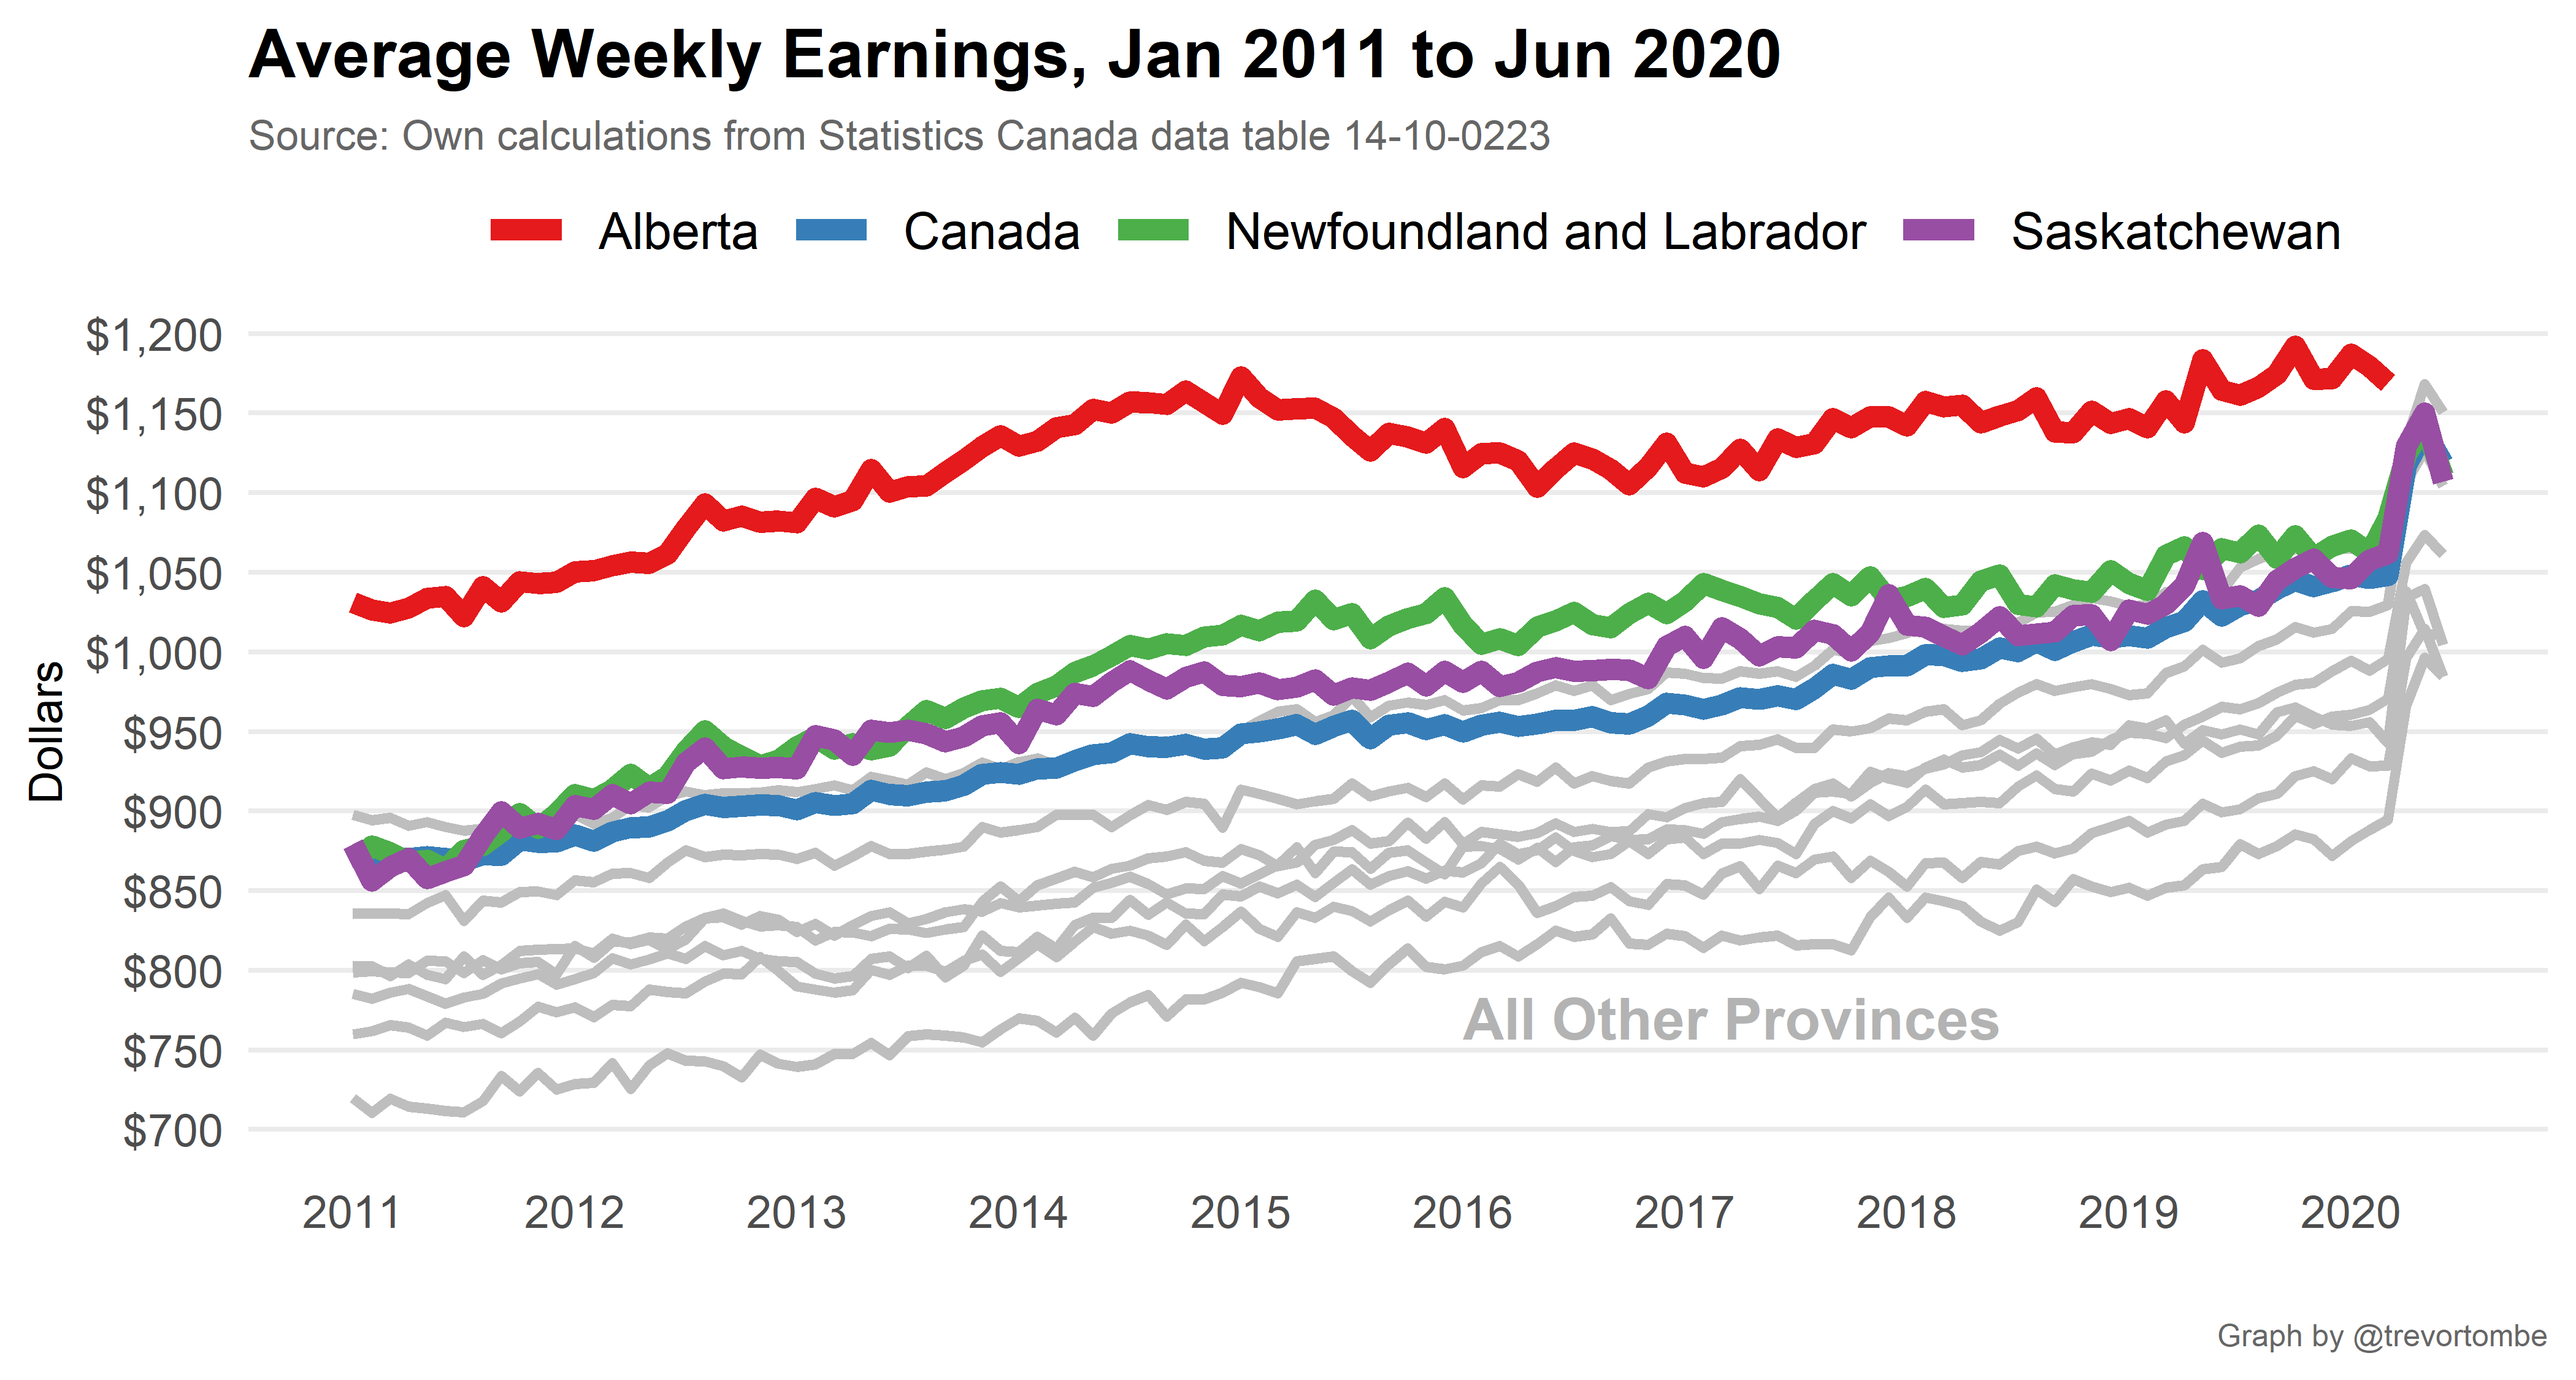 Average Weekly Earnings, Jan 2011 to Jun 2020
Source: Own calculations from Statistics Canada data table 14-10-0223
Alberta Canada Newfoundland and Labrador Saskatchewan
$1,200
$1,150
$1,100
$1,050
$1,000
$950
$900
$850
$800
$750
$700
Dollars
All Other Provinces
2011 2012 2013 2014 2015 2016 2017 2018 2019 2020
Graph by @trevortombe